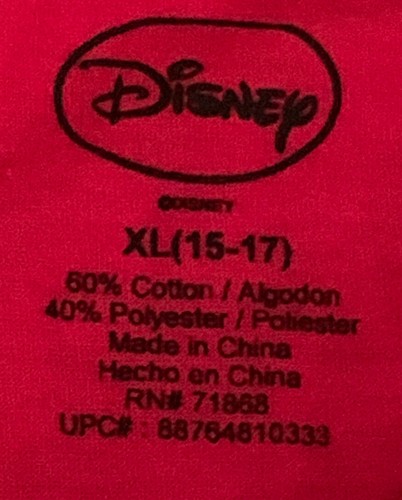 Disney
©DISNEY
XL(15-17)
60% Cotton / Algodon
40% Polyester / Poliester
Made in China
Hecho en China
RN# 71868
UPC# : 88764810333